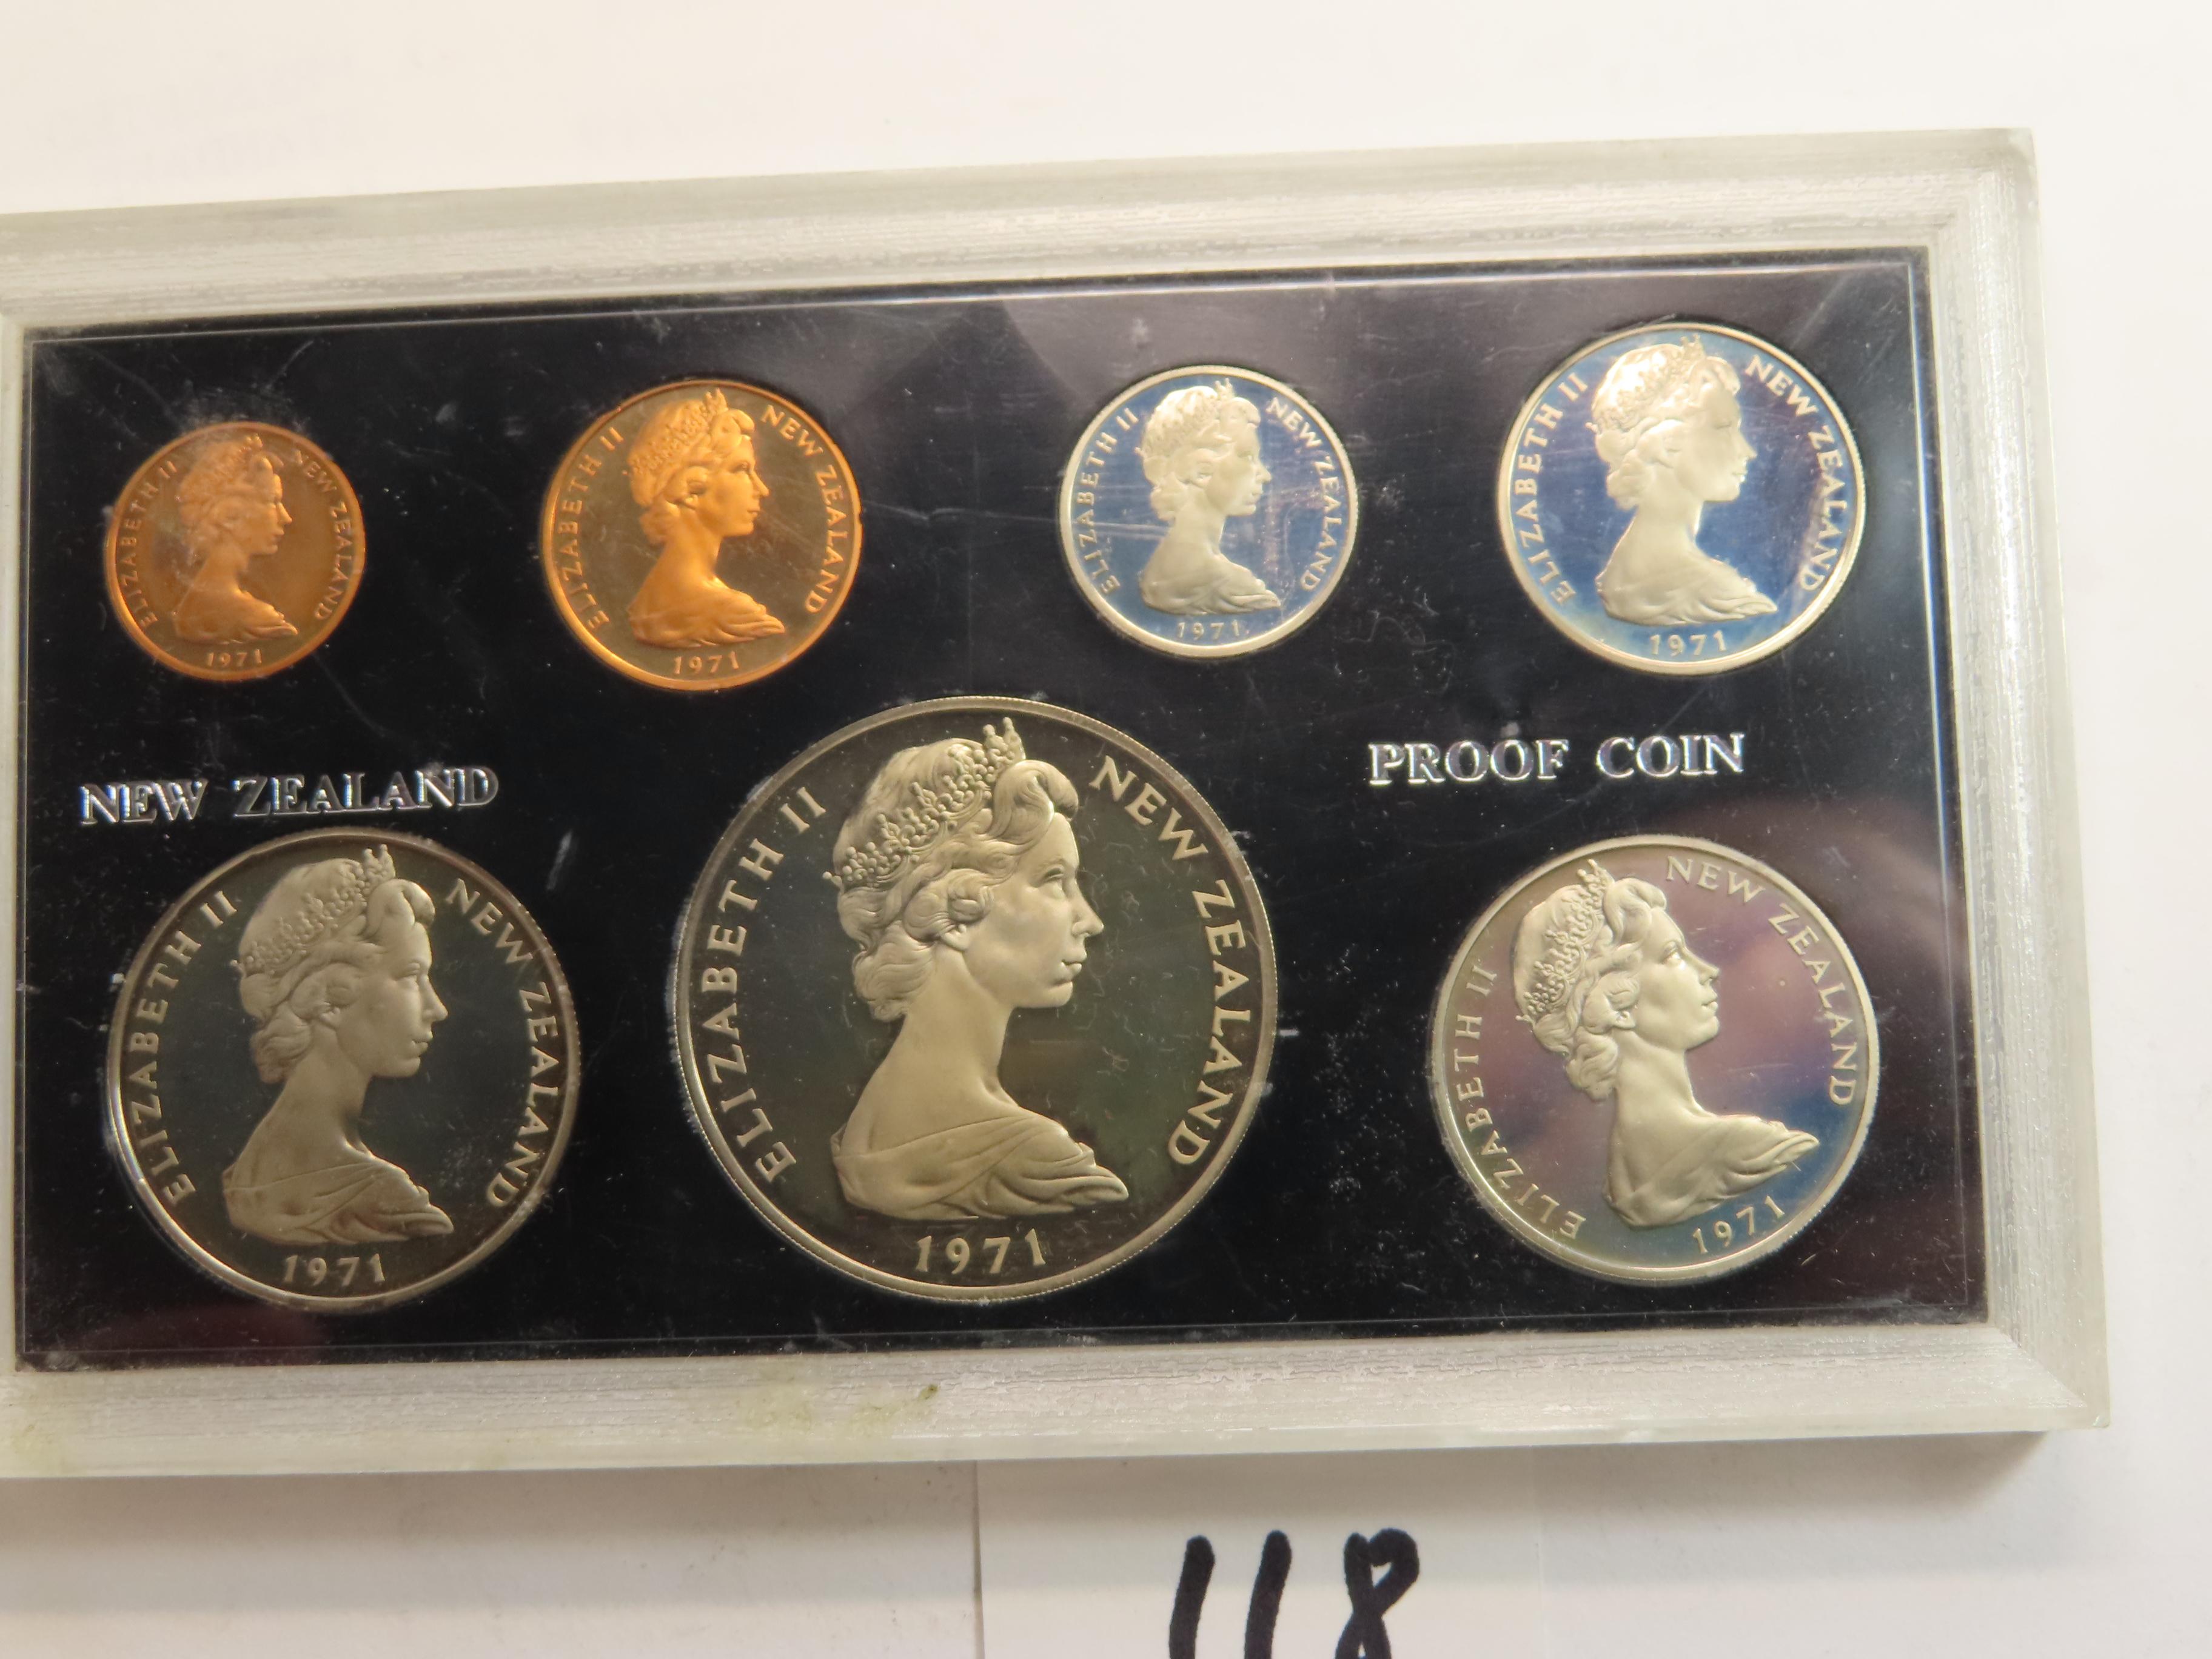 ELIZABETH II NEW ZEALAND
1971
ELIZABETH II NEW ZEALAND
1971
ELIZABETH II NEW ZEALAND
1971
ELIZABETH II NEW ZEALAND
1971
NEW ZEALAND
PROOF COIN
ELIZABETH II NEW ZEALAND
1971
ELIZABETH II NEW ZEALAND
1971
ELIZABETH II NEW ZEALAND
1971
118